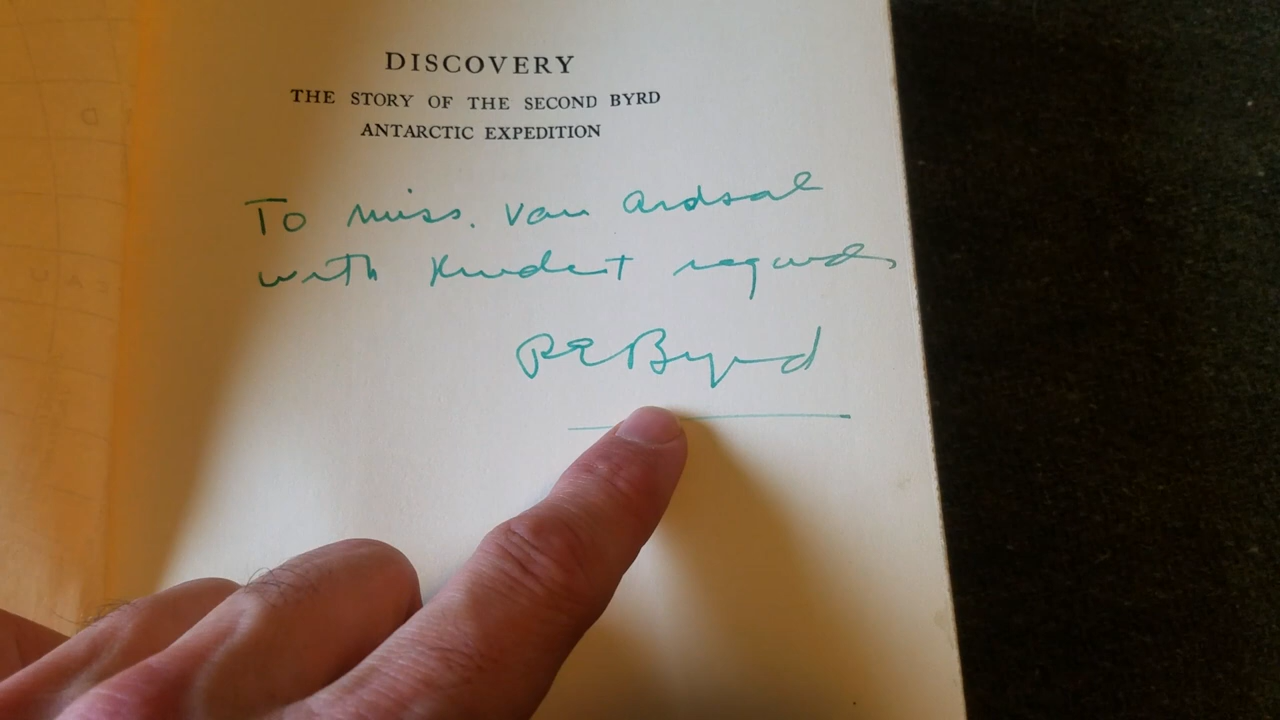 DISCOVERY
THE STORY OF THE SECOND BYRD
ANTARCTIC EXPEDITION
To Miss. Van Ardsal
with Kindest regards
R E Byrd